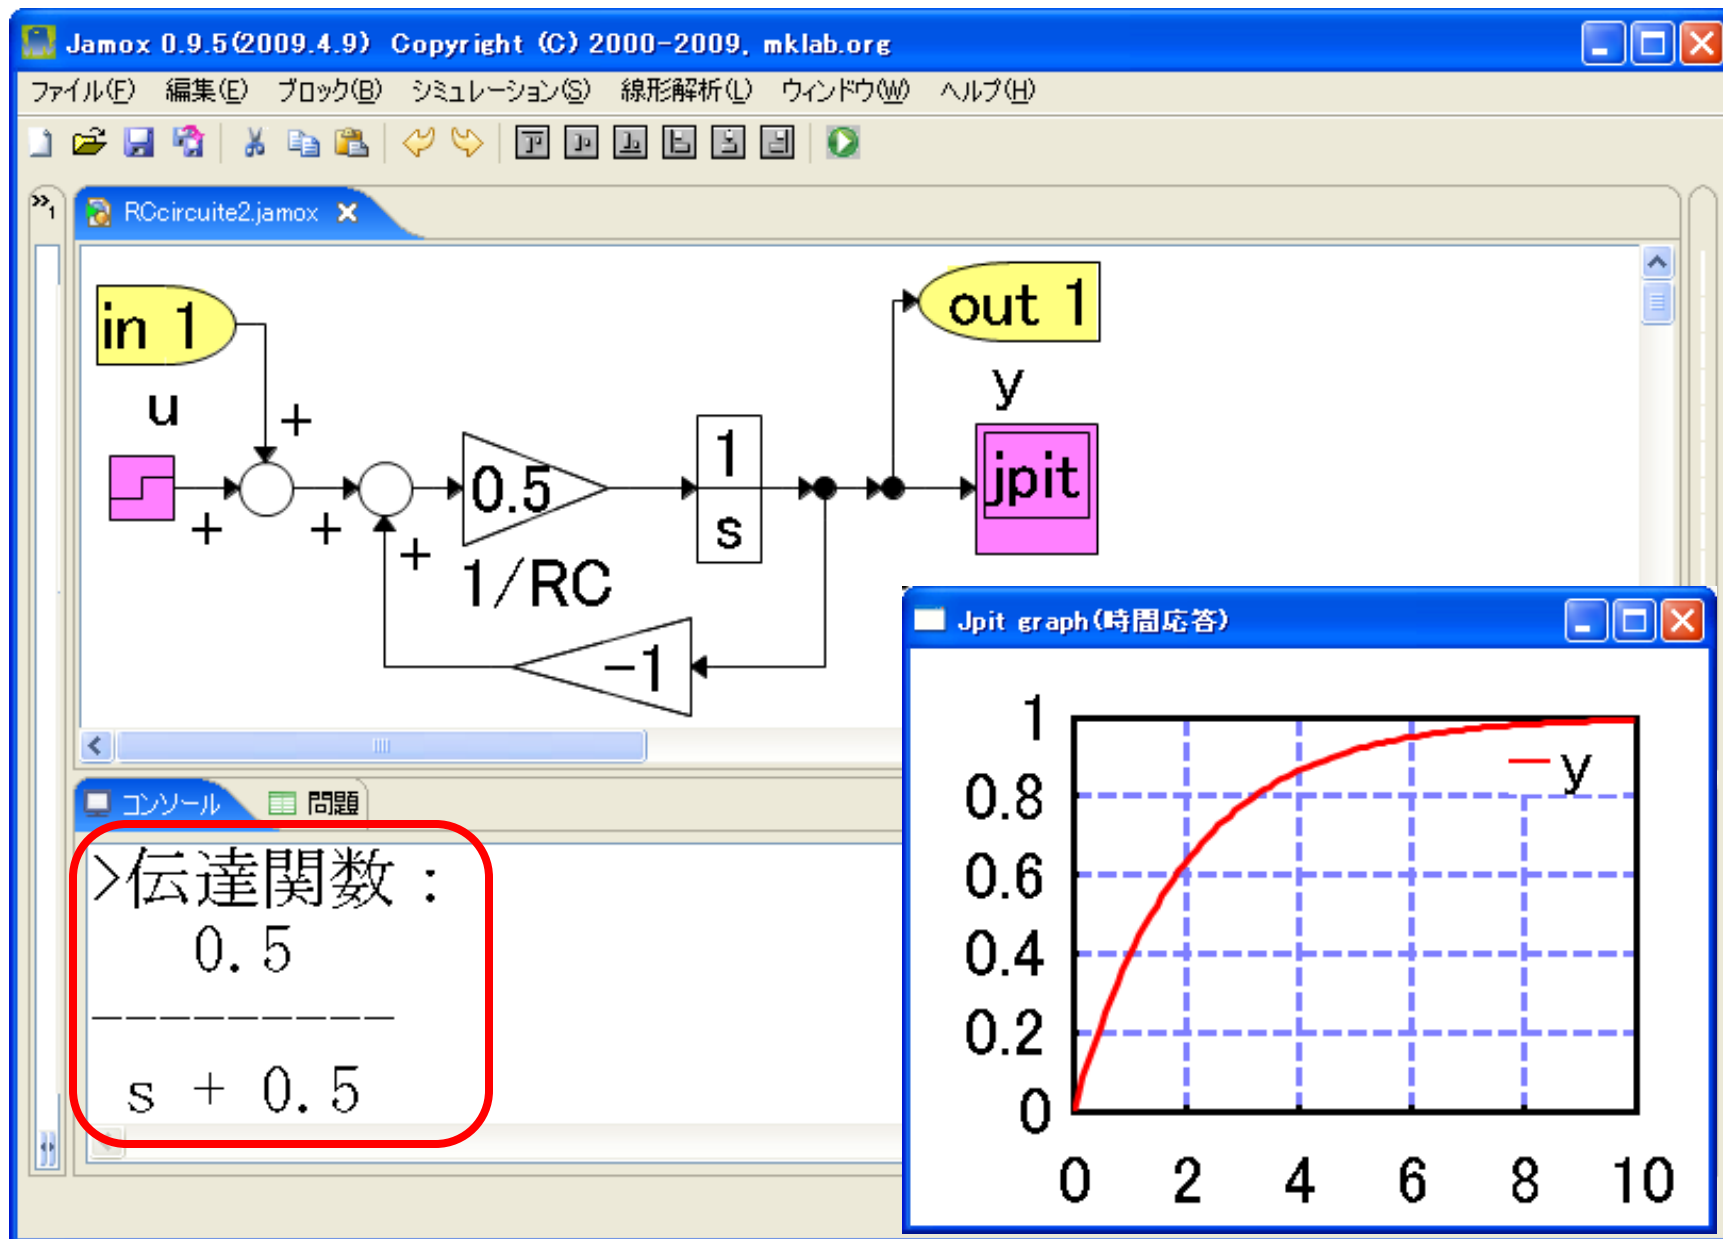 Jamox 0.9.5(2009.4.9) Copyright (C) 2000-2009, mklab.org
ファイル(F) 編集(E) ブロック(B) シミュレーション(S) 線形解析(L) ウィンドウ(W) ヘルプ(H)
»1
RCcircuite2.jamox
in 1
out 1
u
y
+
+
+
+
0.5
1/RC
1
s
jpit
-1
コンソール 問題
>伝達関数：
0.5
---------
s + 0.5
Jpit graph(時間応答)
1
0.8
0.6
0.4
0.2
0
y
0 2 4 6 8 10